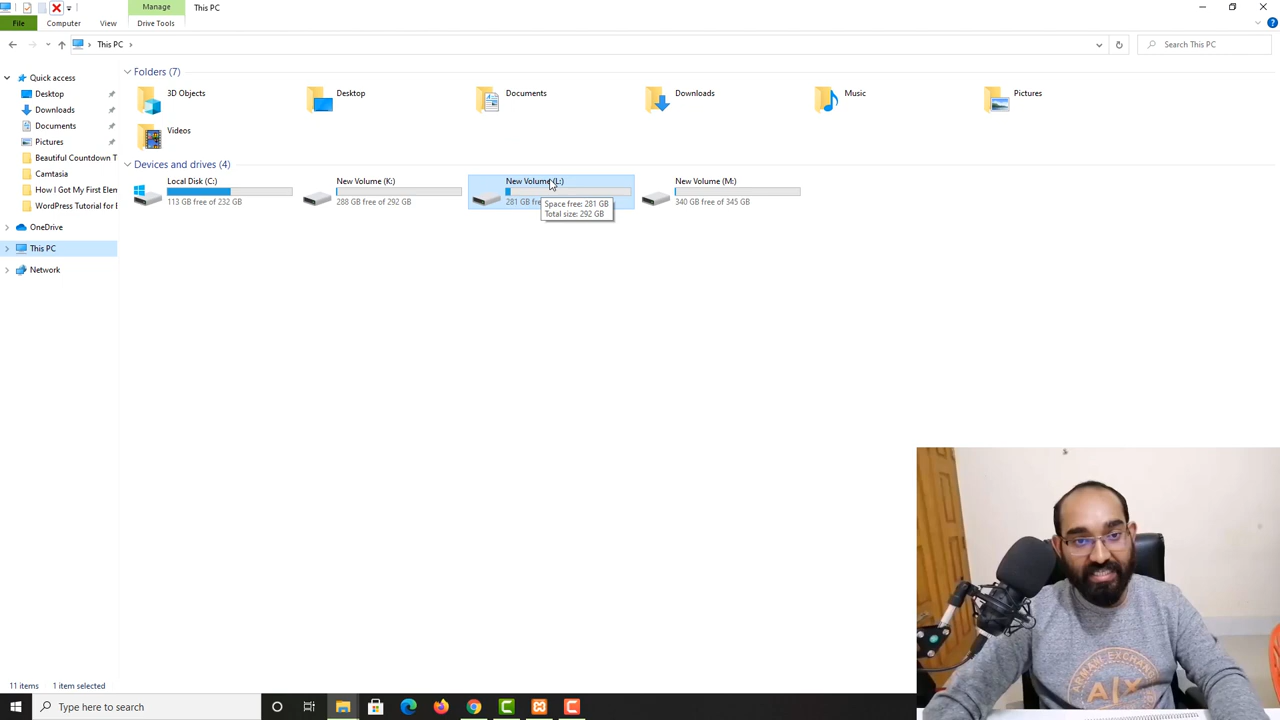 Manage
This PC
File
Computer
View
Drive Tools
This PC
Search This PC
Quick access
Desktop
Downloads
Documents
Pictures
Beautiful Countdown T
Camtasia
How I Got My First Elen
WordPress Tutorial for E
OneDrive
This PC
Network
Folders (7)
3D Objects
Desktop
Documents
Downloads
Music
Pictures
Videos
Devices and drives (4)
Local Disk (C:)
113 GB free of 232 GB
New Volume (K:)
288 GB free of 292 GB
New Volume (L:)
281 GB fre
Space free: 281 GB
Total size: 292 GB
New Volume (M:)
340 GB free of 345 GB
ARMANI EXCHANGE
A|X
11 items
1 item selected
Type here to search